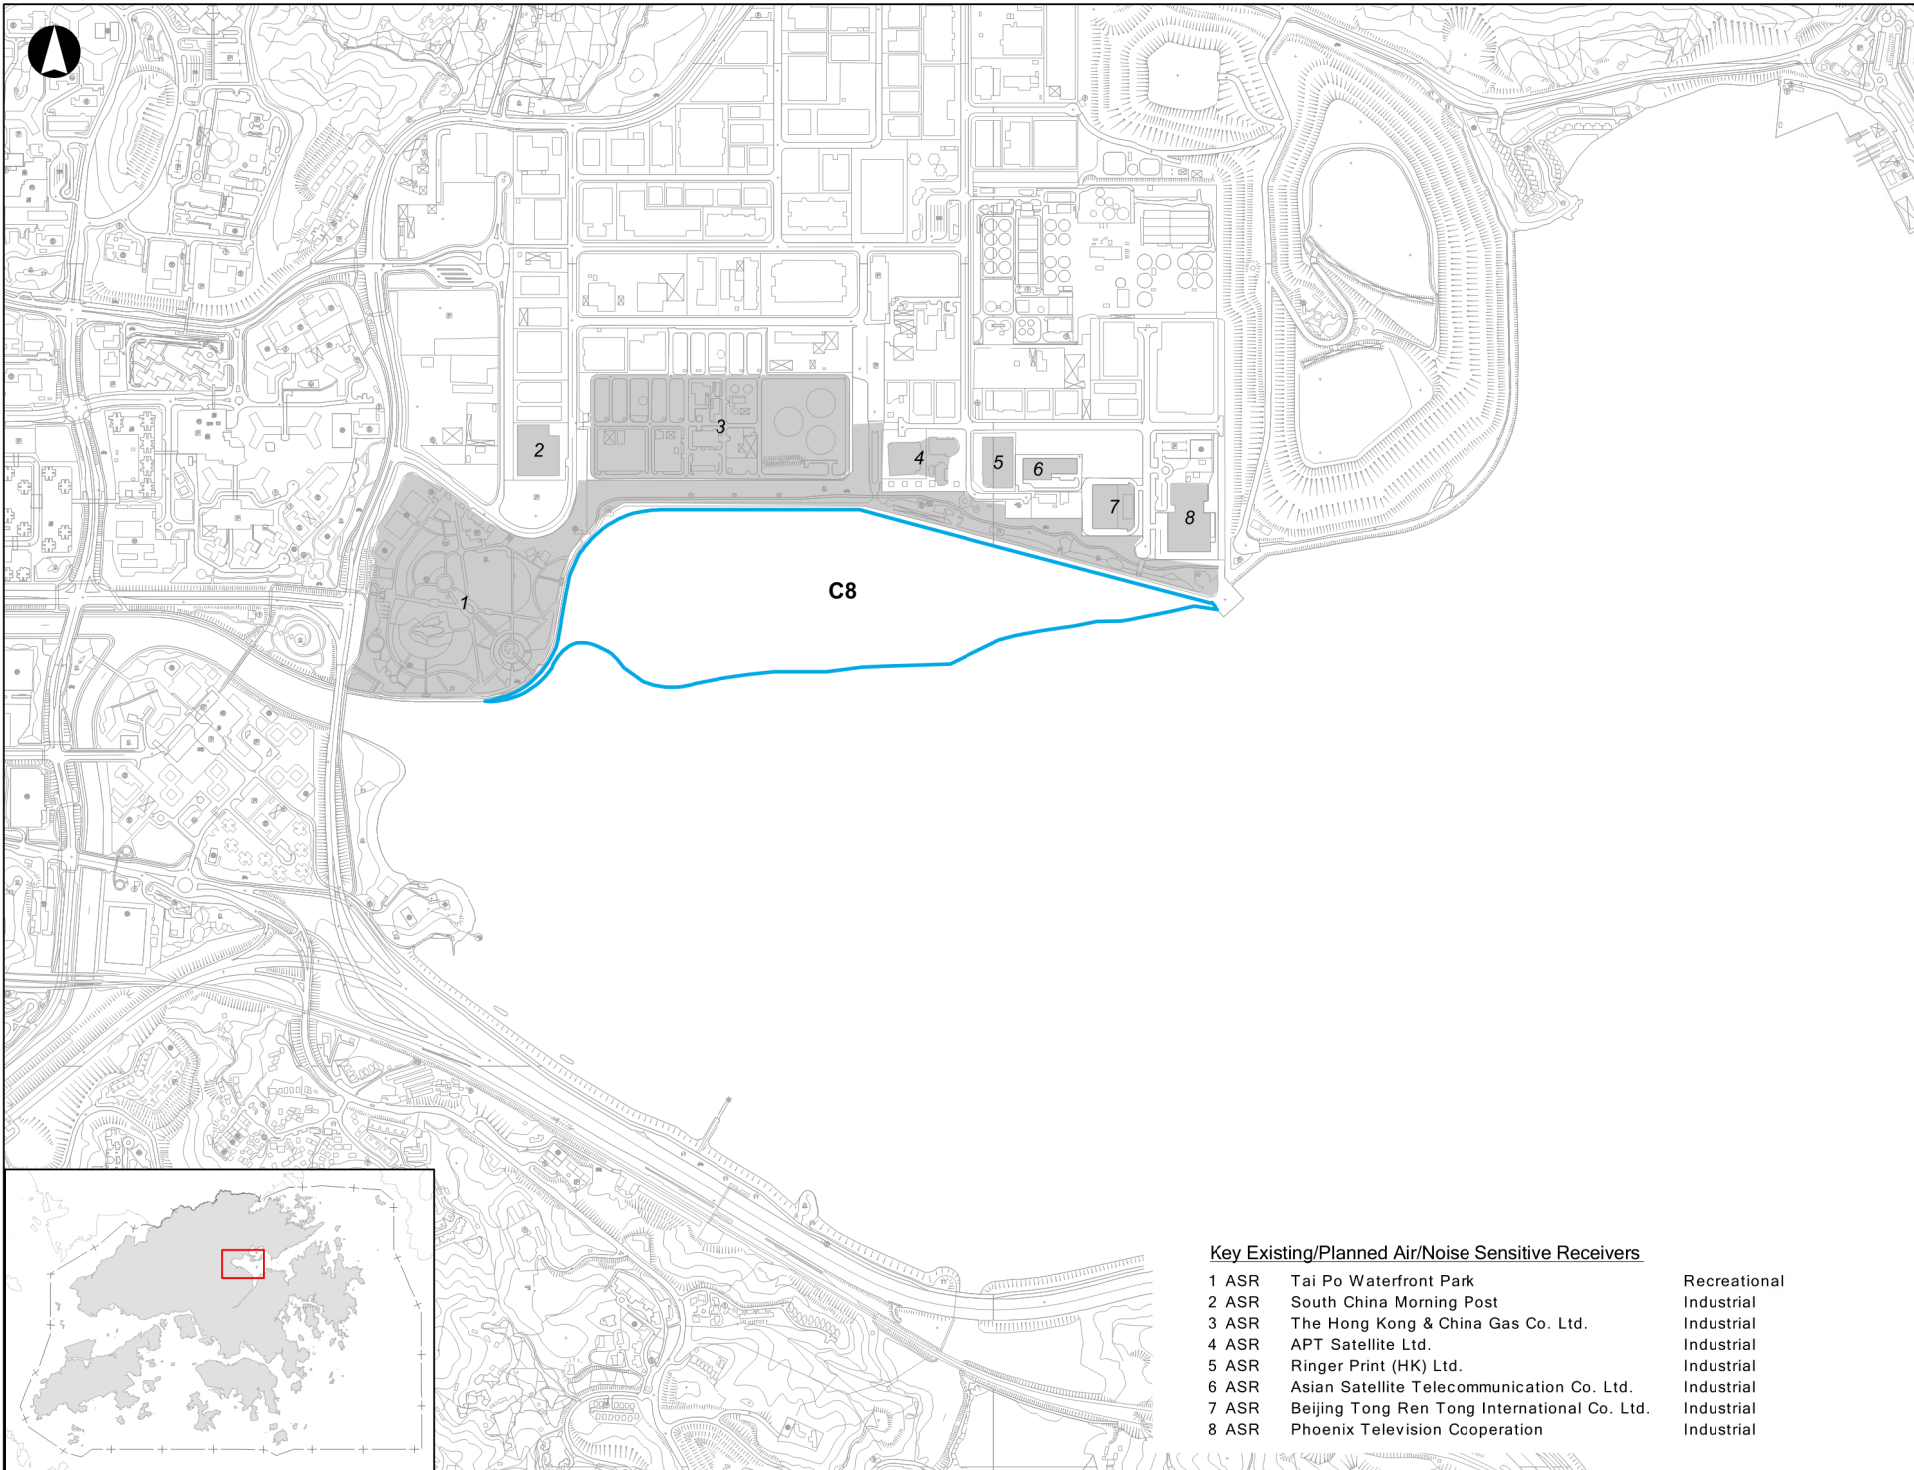 2
3
4
5
6
7
8
1
C8
Key Existing/Planned Air/Noise Sensitive Receivers
1 ASR Tai Po Waterfront Park Recreational
2 ASR South China Morning Post Industrial
3 ASR The Hong Kong & China Gas Co. Ltd. Industrial
4 ASR APT Satellite Ltd. Industrial
5 ASR Ringer Print (HK) Ltd. Industrial
6 ASR Asian Satellite Telecommunication Co. Ltd. Industrial
7 ASR Beijing Tong Ren Tong International Co. Ltd. Industrial
8 ASR Phoenix Television Cooperation Industrial